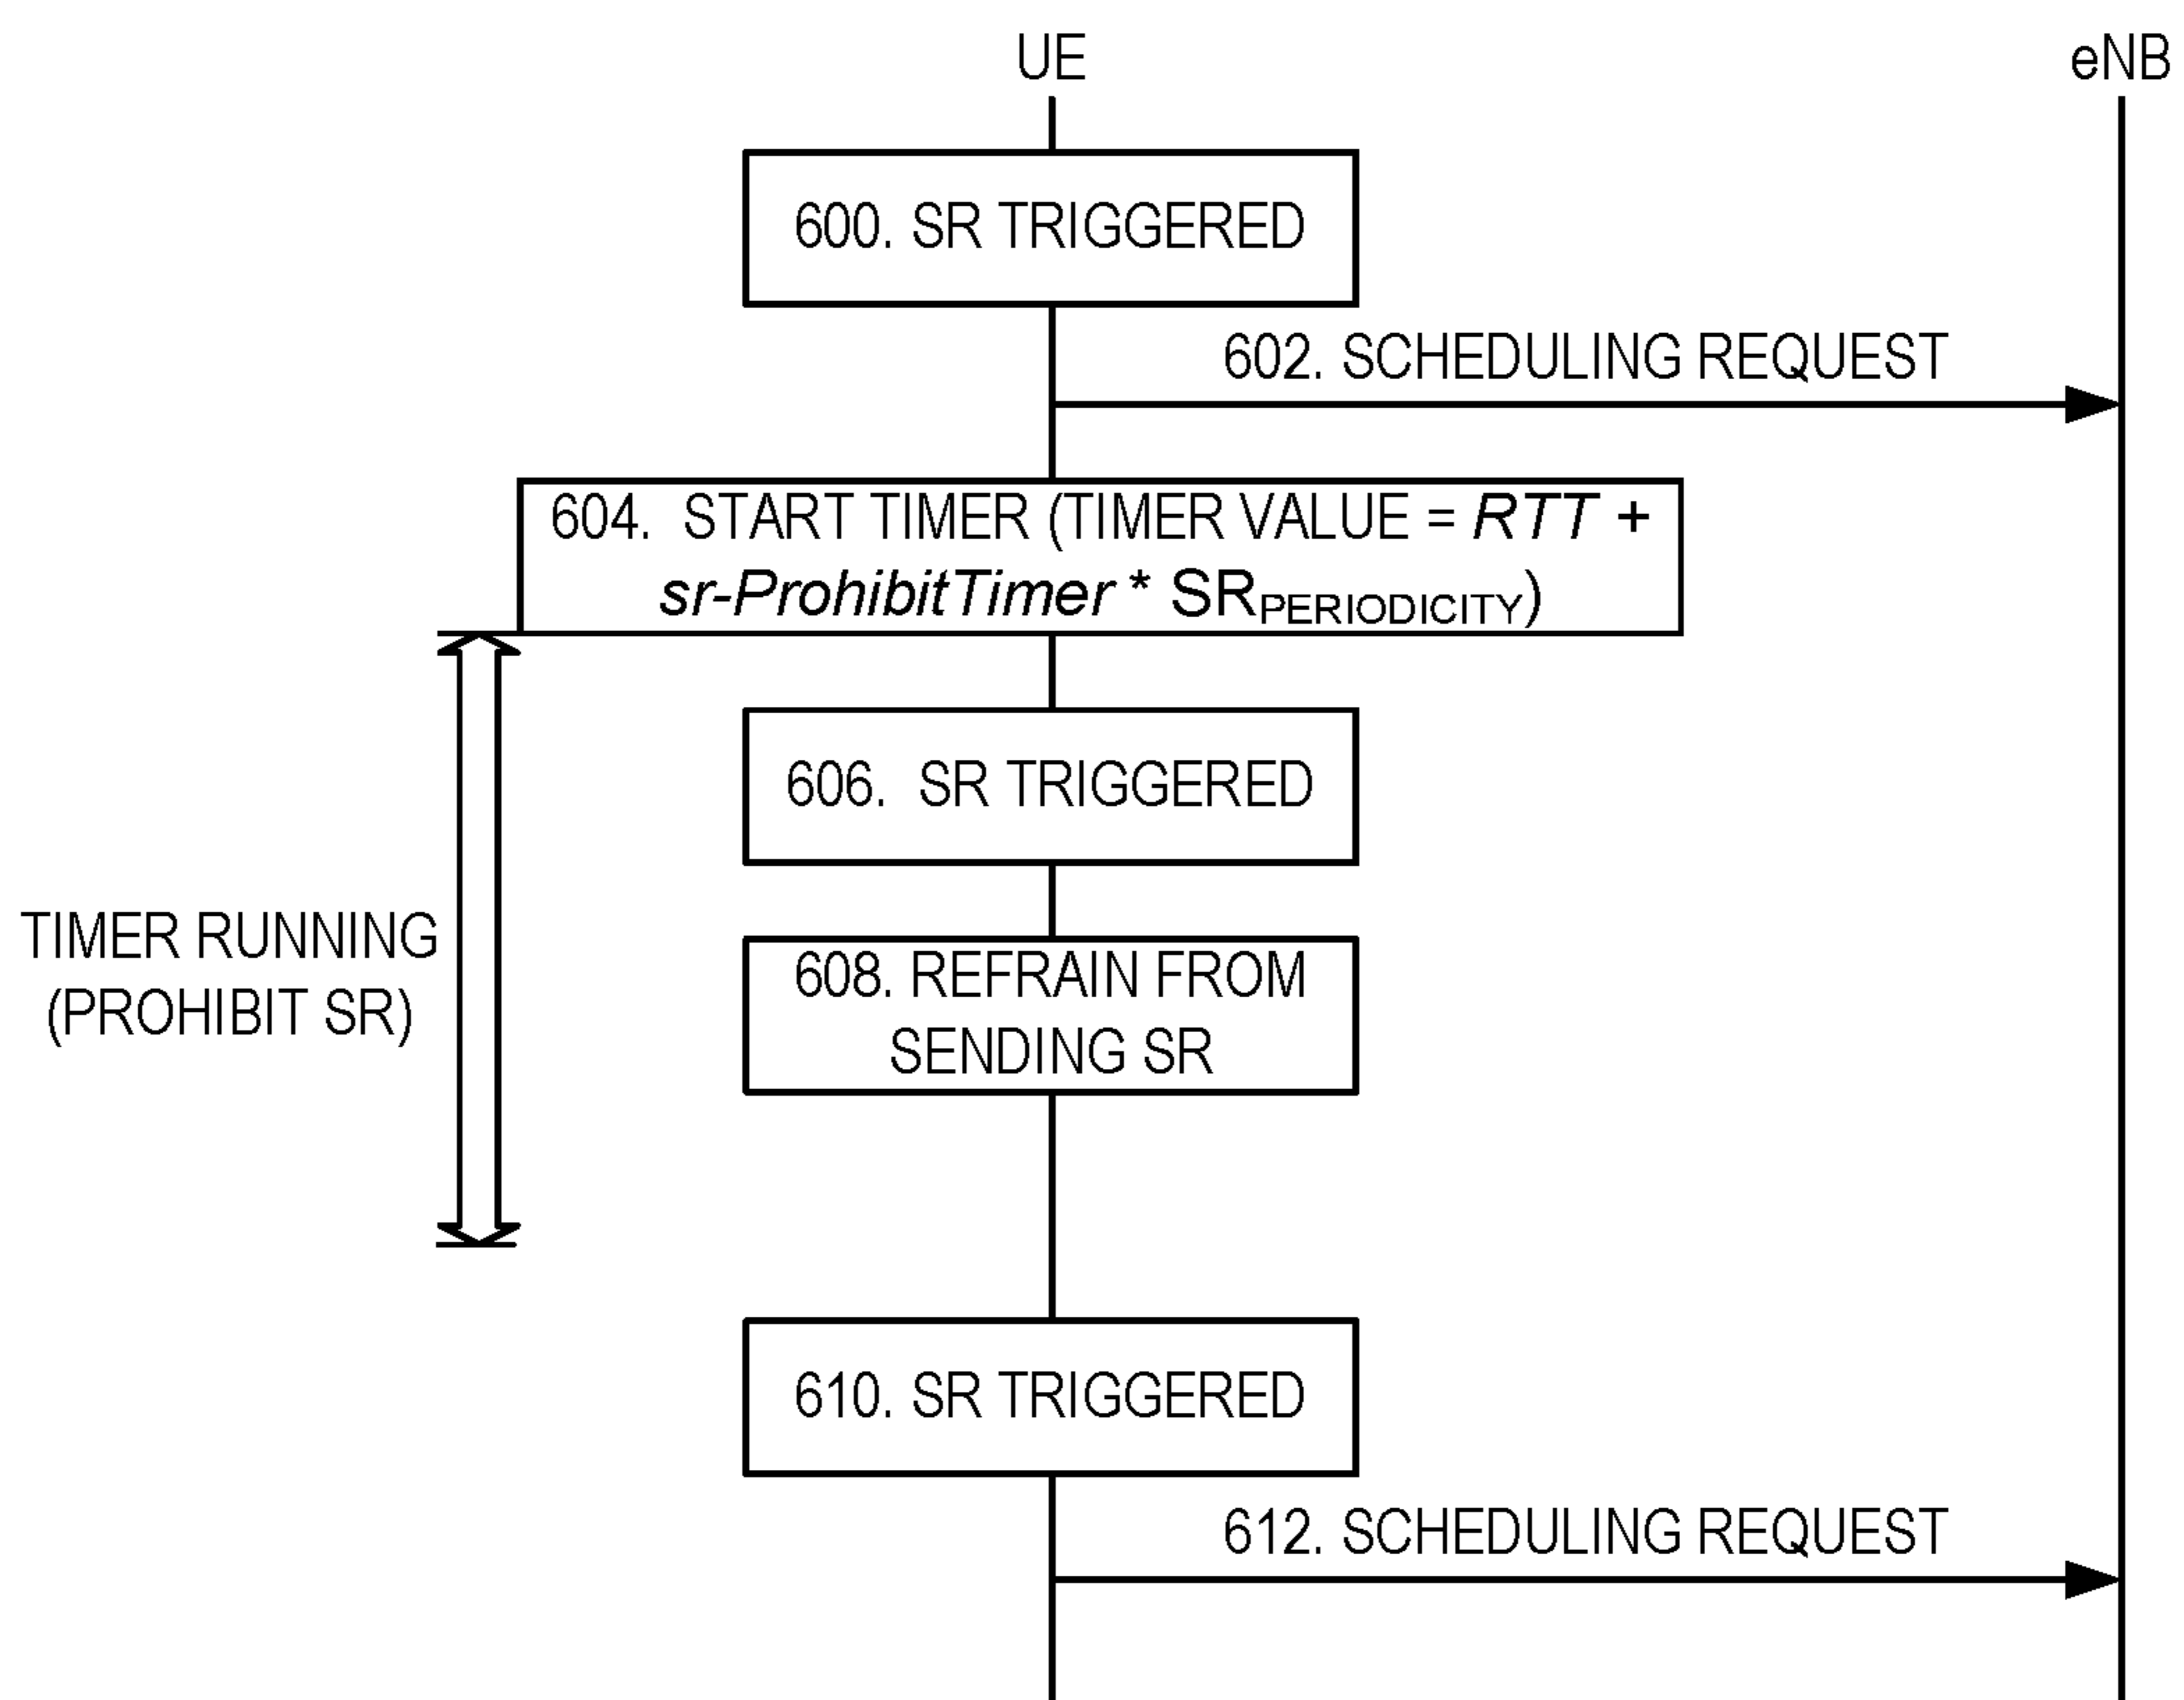 UE
eNB
600. SR TRIGGERED
602. SCHEDULING REQUEST
604. START TIMER (TIMER VALUE = RTT +
sr-ProhibitTimer * SRPERIODICITY)
606. SR TRIGGERED
TIMER RUNNING
(PROHIBIT SR)
608. REFRAIN FROM
SENDING SR
610. SR TRIGGERED
612. SCHEDULING REQUEST